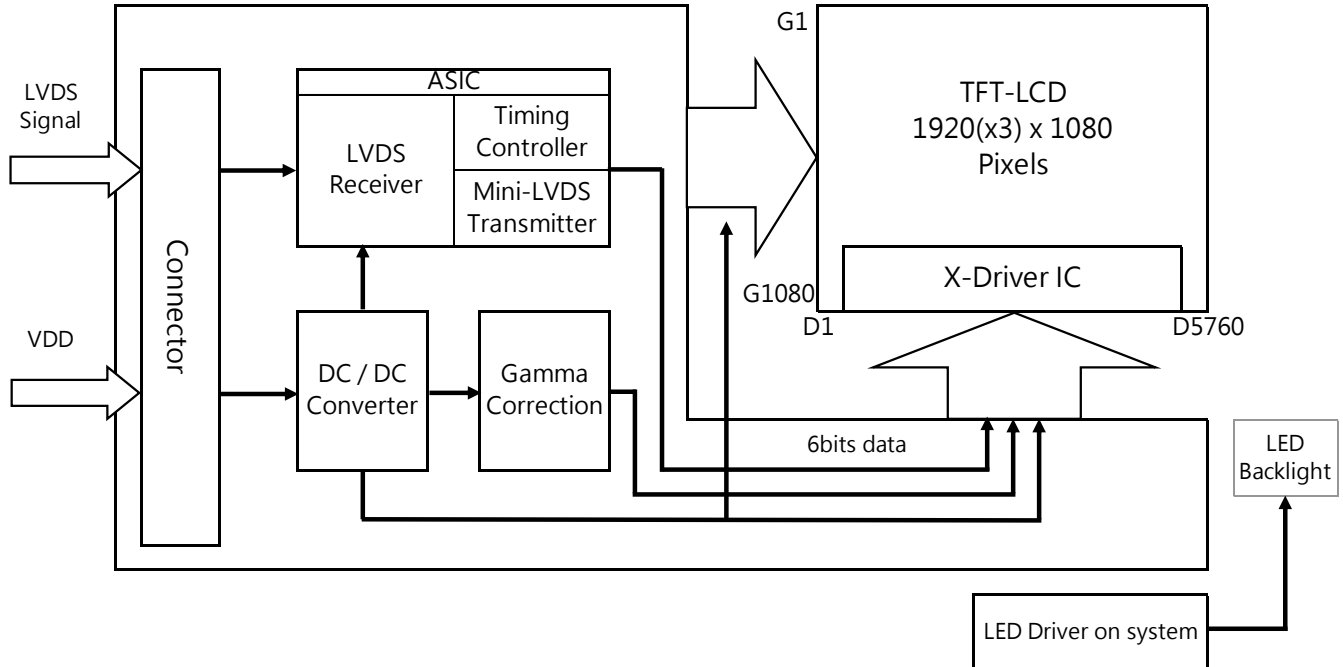 G1
ASIC
LVDS
Signal
TFT-LCD
1920(x3) x 1080
Pixels
Timing
Controller
LVDS
Receiver
Mini-LVDS
Transmitter
Connector
X-Driver IC
G1080
D1
D5760
VDD
DC / DC
Converter
Gamma
Correction
6bits data
LED
Backlight
LED Driver on system